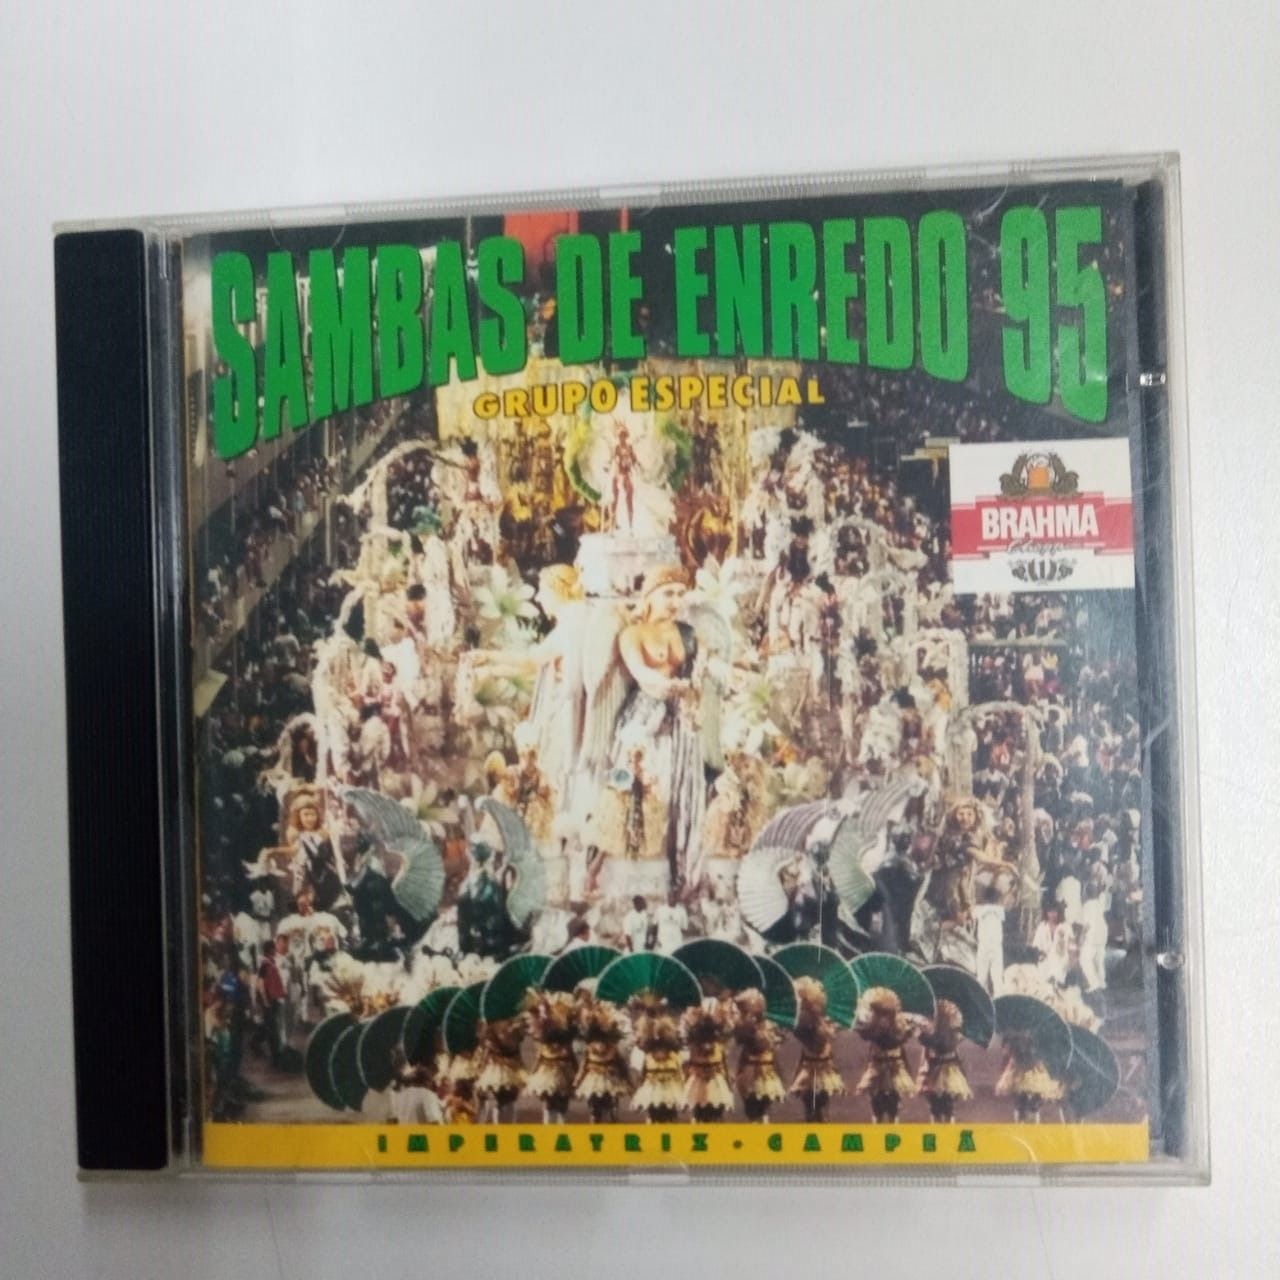 SAMBAS DE ENREDO 95
GRUPO ESPECIAL
BRAHMA
IMPERATRIZ • CAMPEÃ